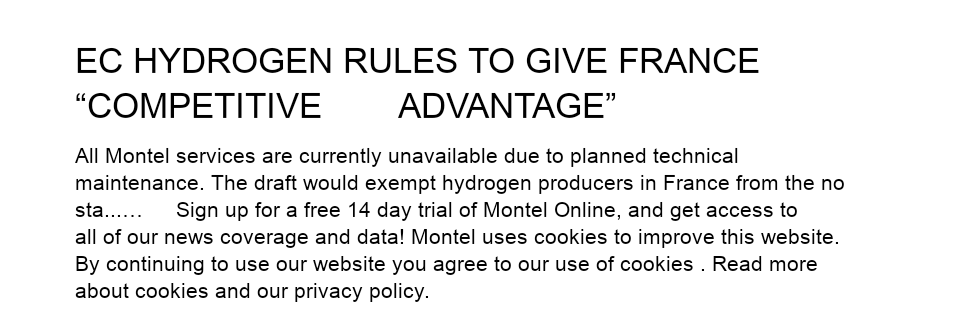 EC HYDROGEN RULES TO GIVE FRANCE
“COMPETITIVE ADVANTAGE”
All Montel services are currently unavailable due to planned technical
maintenance. The draft would exempt hydrogen producers in France from the no
sta...… Sign up for a free 14 day trial of Montel Online, and get access to
all of our news coverage and data! Montel uses cookies to improve this website.
By continuing to use our website you agree to our use of cookies . Read more
about cookies and our privacy policy.